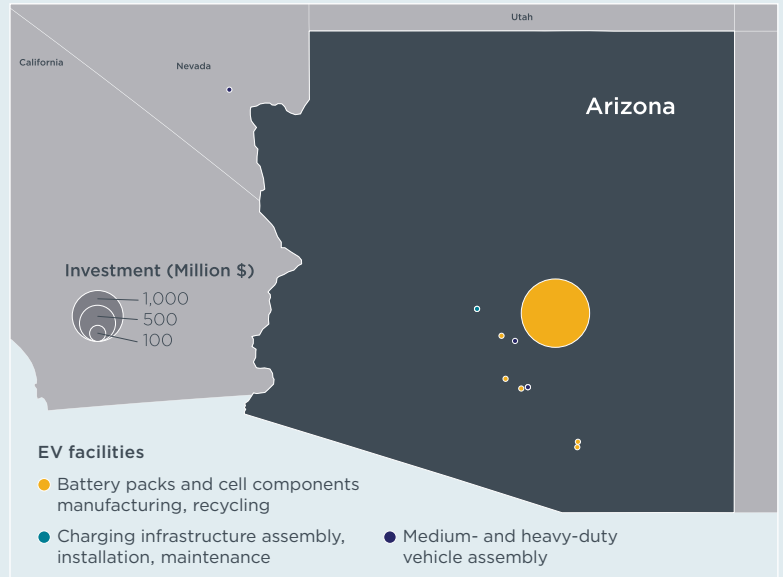 Utah
California
Nevada
Arizona
Investment (Million $)
1,000
500
100
EV facilities
Battery packs and cell components
manufacturing, recycling
Charging infrastructure assembly,
installation, maintenance
Medium- and heavy-duty
vehicle assembly